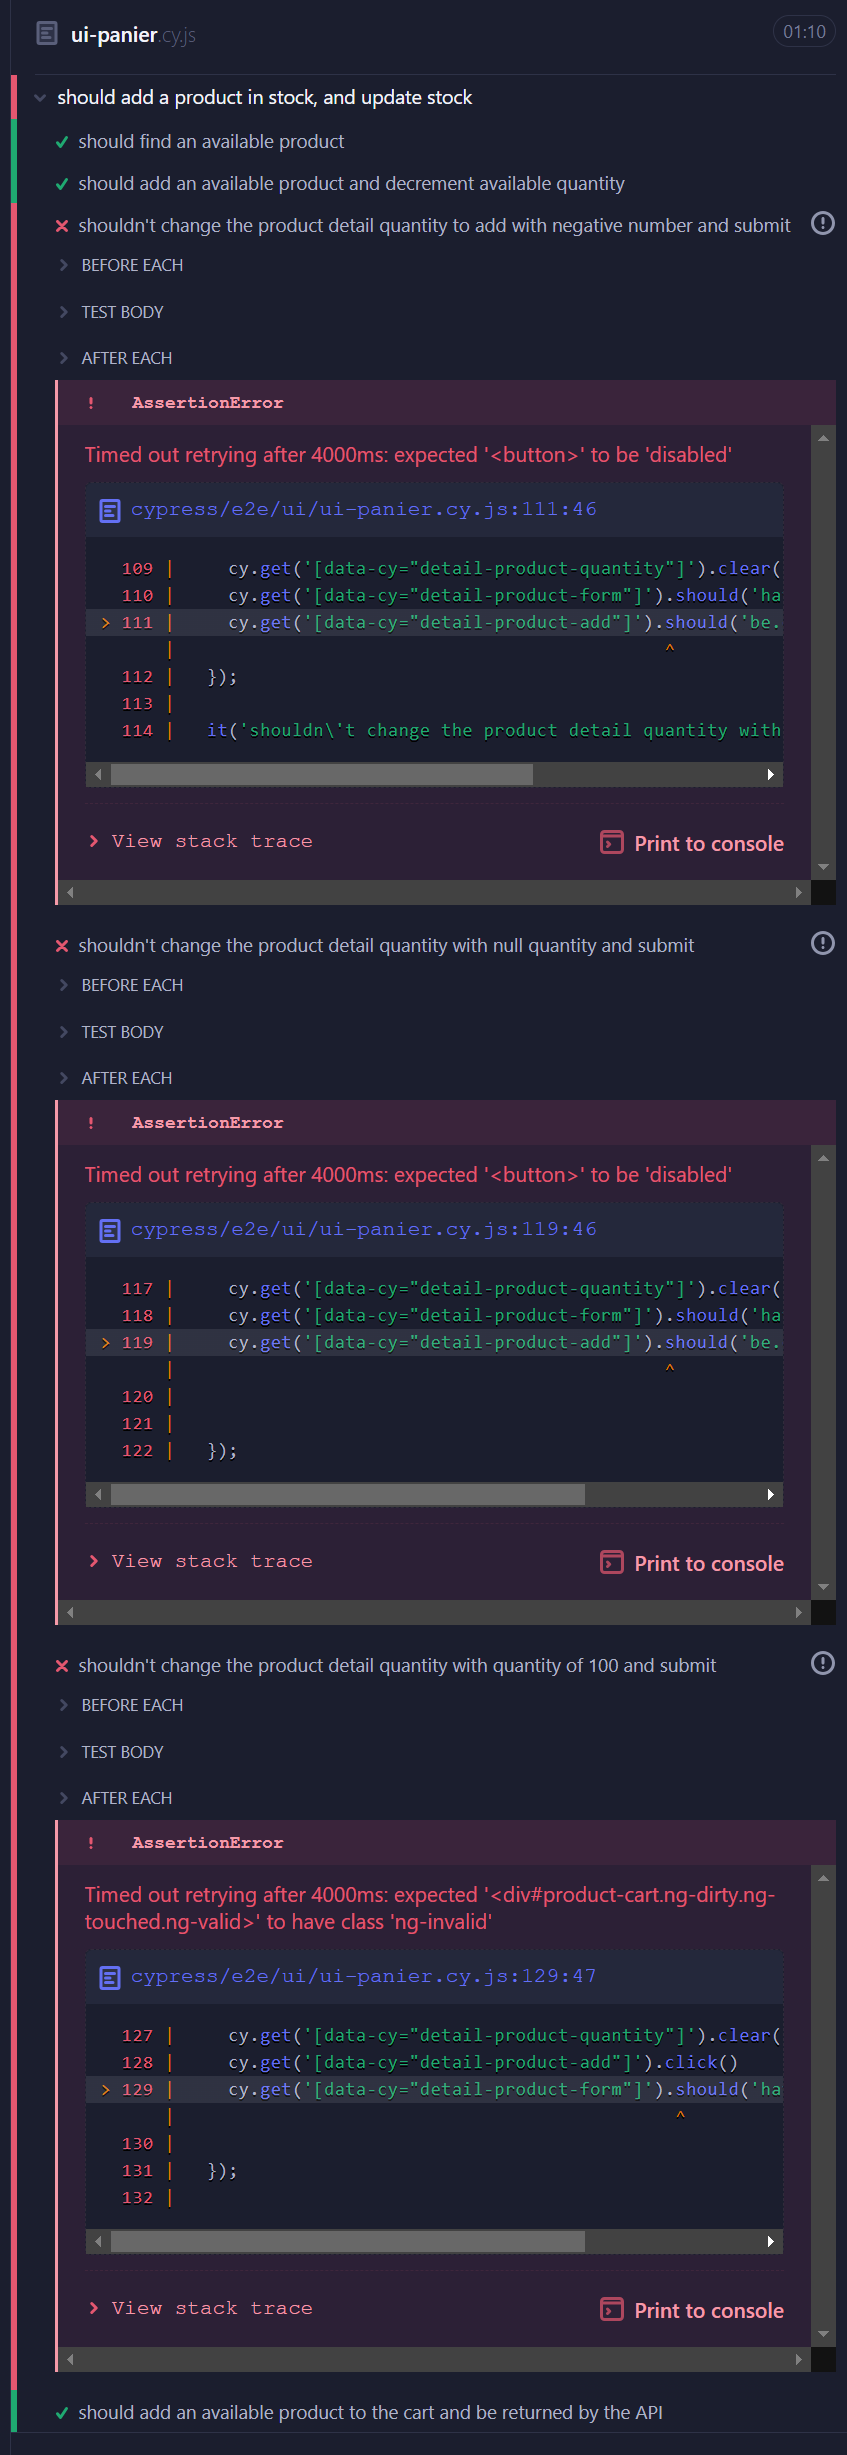 ui-panier.cy.js
01:10
should add a product in stock, and update stock
should find an available product
should add an available product and decrement available quantity
shouldn't change the product detail quantity to add with negative number and submit
BEFORE EACH
TEST BODY
AFTER EACH
! AssertionError
Timed out retrying after 4000ms: expected '<button>' to be 'disabled'
cypress/e2e/ui/ui-panier.cy.js:111:46
109 | cy.get('[data-cy="detail-product-quantity"]').clear(
110 | cy.get('[data-cy="detail-product-form"]').should('ha
> 111 | cy.get('[data-cy="detail-product-add"]').should('be.
| ^
112 | });
113 |
114 | it('shouldn\'t change the product detail quantity with
> View stack trace
Print to console
shouldn't change the product detail quantity with null quantity and submit
BEFORE EACH
TEST BODY
AFTER EACH
! AssertionError
Timed out retrying after 4000ms: expected '<button>' to be 'disabled'
cypress/e2e/ui/ui-panier.cy.js:119:46
117 | cy.get('[data-cy="detail-product-quantity"]').clear(
118 | cy.get('[data-cy="detail-product-form"]').should('ha
> 119 | cy.get('[data-cy="detail-product-add"]').should('be.
| ^
120 |
121 |
122 | });
> View stack trace
Print to console
shouldn't change the product detail quantity with quantity of 100 and submit
BEFORE EACH
TEST BODY
AFTER EACH
! AssertionError
Timed out retrying after 4000ms: expected '<div#product-cart.ng-dirty.ng-
touched.ng-valid>' to have class 'ng-invalid'
cypress/e2e/ui/ui-panier.cy.js:129:47
127 | cy.get('[data-cy="detail-product-quantity"]').clear(
128 | cy.get('[data-cy="detail-product-add"]').click()
> 129 | cy.get('[data-cy="detail-product-form"]').should('ha
| ^
130 |
131 | });
132 |
> View stack trace
Print to console
should add an available product to the cart and be returned by the API